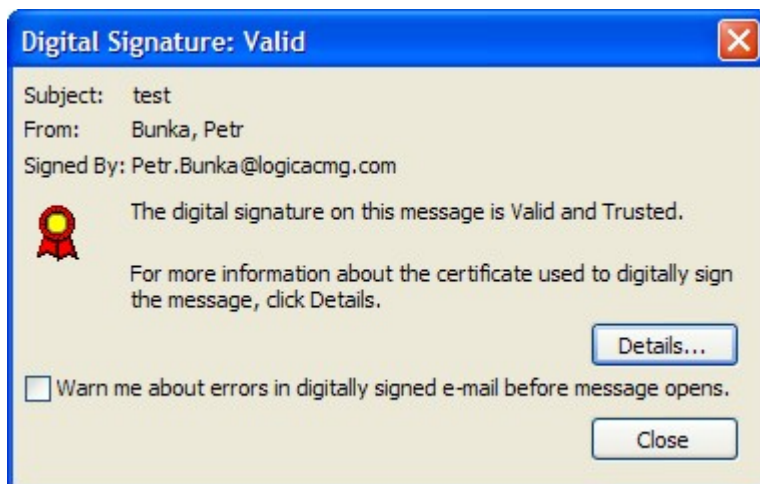 Digital Signature: Valid
Subject: test
From: Bunka, Petr
Signed By: Petr.Bunka@logicacmg.com
The digital signature on this message is Valid and Trusted.
For more information about the certificate used to digitally sign
the message, click Details.
Details...
Warn me about errors in digitally signed e-mail before message opens.
Close